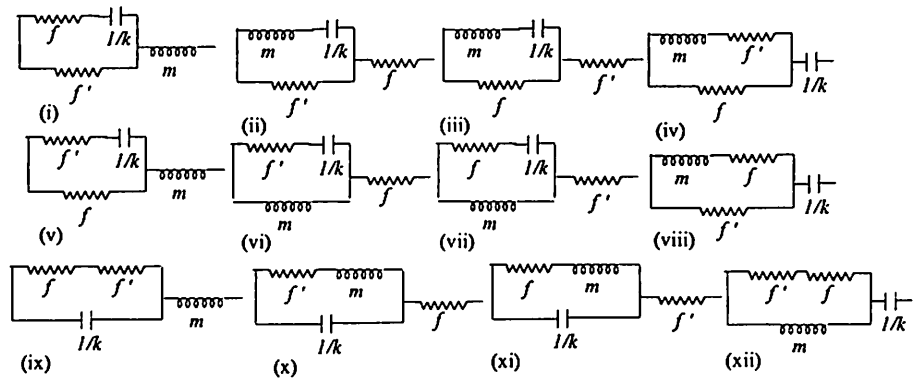 f 1/k m f '
(i)
m 1/k f f '
(ii)
m 1/k f ' f
(iii)
m f ' 1/k f
(iv)
f ' 1/k m f
(v)
f ' 1/k f m
(vi)
f 1/k f ' m
(vii)
m f 1/k f '
(viii)
f f ' m 1/k
(ix)
f ' m f 1/k
(x)
f m f ' 1/k
(xi)
f ' f 1/k m
(xii)